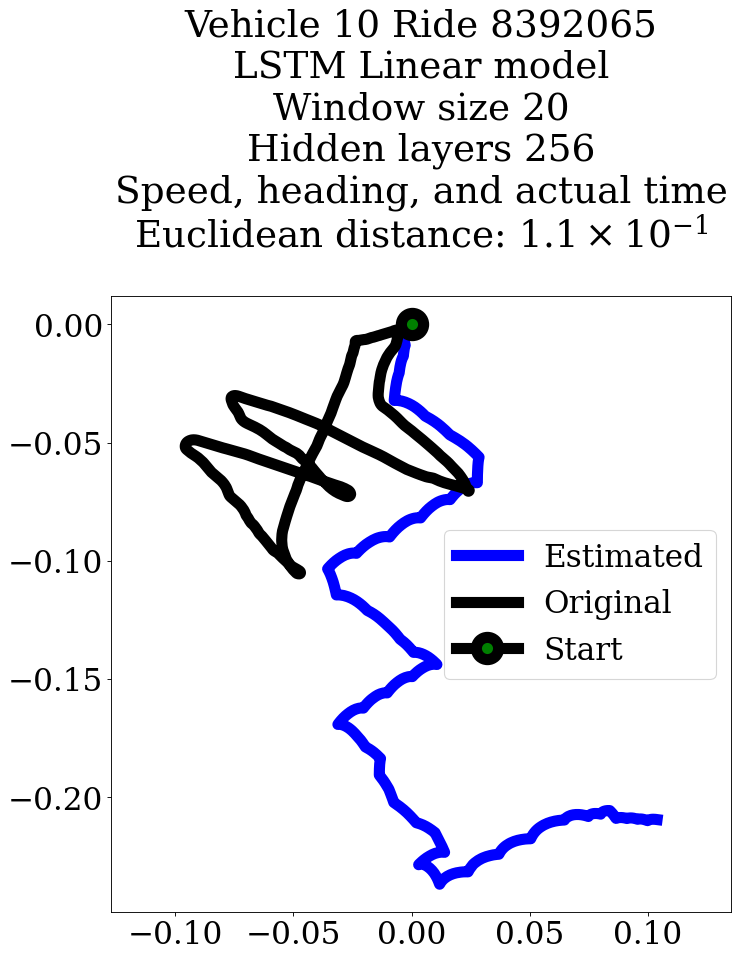 Vehicle 10 Ride 8392065
LSTM Linear model
Window size 20
Hidden layers 256
Speed, heading, and actual time
Euclidean distance: 1.1 × 10⁻¹
0.00
−0.05
−0.10
−0.15
−0.20
Estimated
Original
Start
−0.10 −0.05 0.00 0.05 0.10